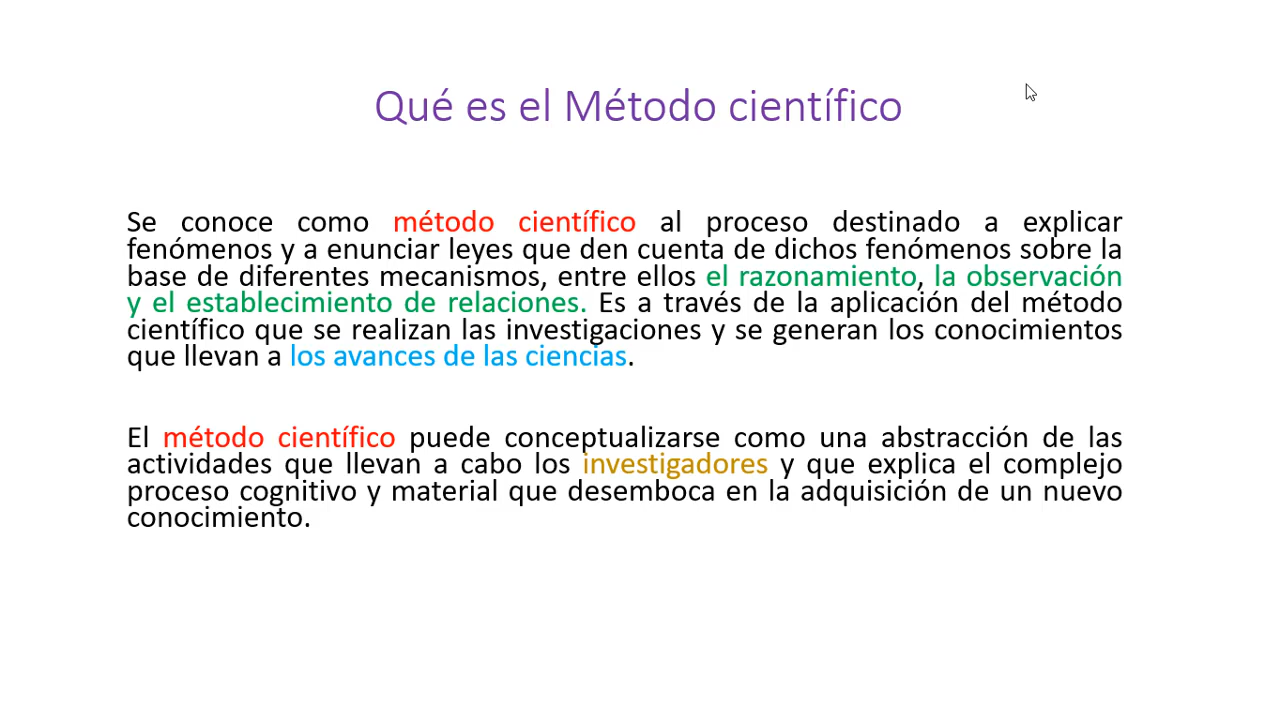 Qué es el Método científico
Se conoce como método científico al proceso destinado a explicar
fenómenos y a enunciar leyes que den cuenta de dichos fenómenos sobre la
base de diferentes mecanismos, entre ellos el razonamiento, la observación
y el establecimiento de relaciones. Es a través de la aplicación del método
científico que se realizan las investigaciones y se generan los conocimientos
que llevan a los avances de las ciencias.
El método científico puede conceptualizarse como una abstracción de las
actividades que llevan a cabo los investigadores y que explica el complejo
proceso cognitivo y material que desemboca en la adquisición de un nuevo
conocimiento.